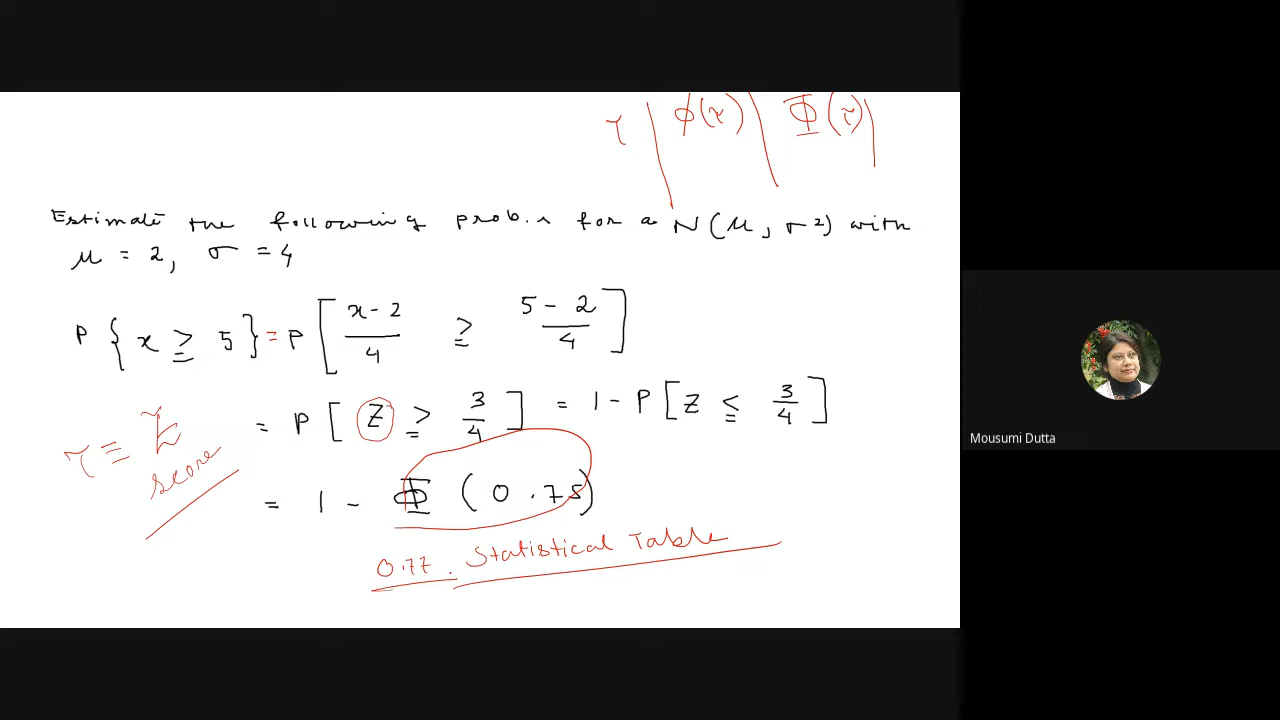 τ | φ(τ) | Φ(τ) |
Estimate the following prob.s for a N(μ, σ²) with
μ = 2, σ = 4
P { x ≥ 5 } = P [ (x - 2)/4 ≥ (5 - 2)/4 ]
= P [ Z ≥ 3/4 ] = 1 - P [ Z ≤ 3/4 ]
τ ≡ Z
score
= 1 - Φ ( 0.75)
0.77. Statistical Table
Mousumi Dutta